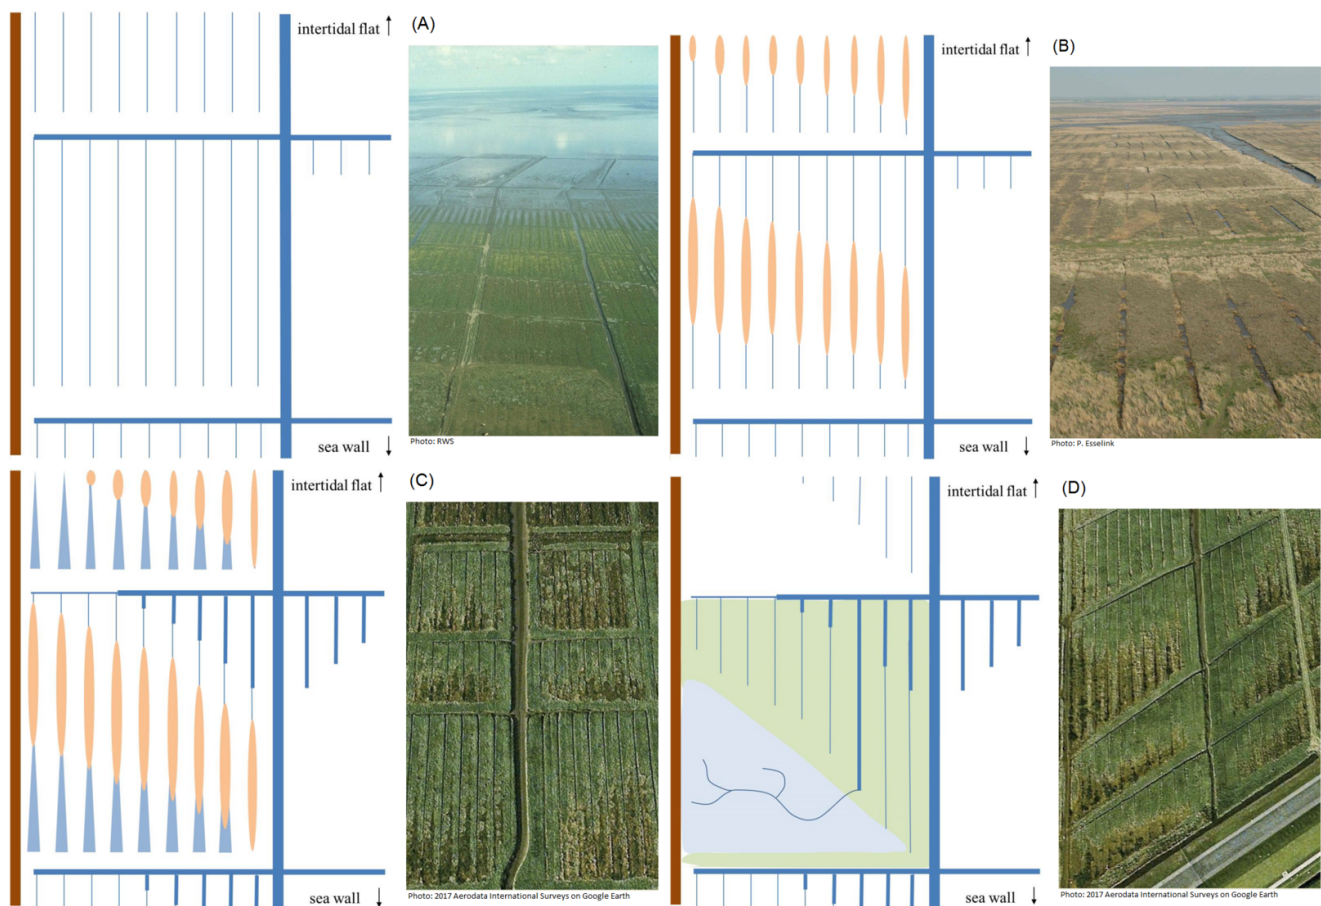 intertidal flat ↑
(A)
sea wall ↓
Photo: RWS
intertidal flat ↑
(B)
sea wall ↓
Photo: P. Esselink
intertidal flat ↑
(C)
sea wall ↓
Photo: 2017 Aerodata International Surveys on Google Earth
intertidal flat ↑
(D)
sea wall ↓
Photo: 2017 Aerodata International Surveys on Google Earth